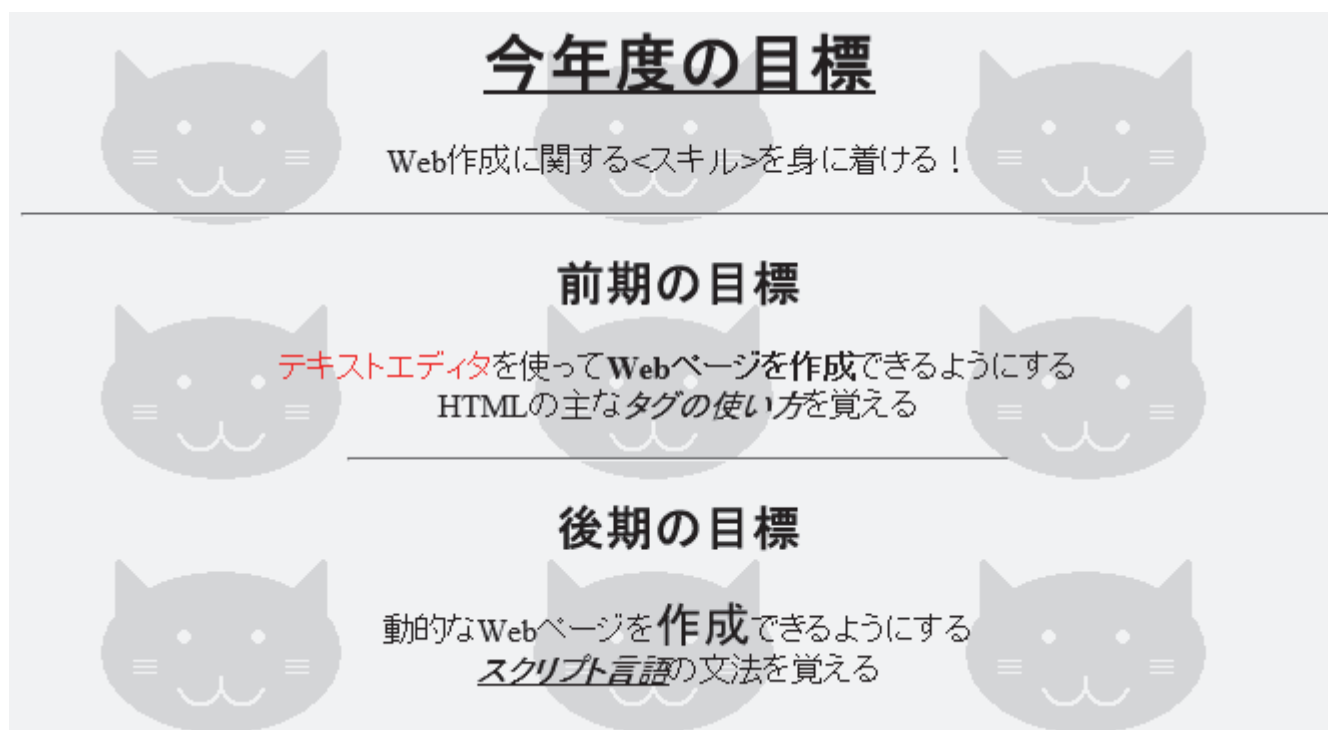 今年度の目標
Web作成に関する<スキル>を身に着ける！
前期の目標
テキストエディタを使ってWebページを作成できるようにする
HTMLの主なタグの使い方を覚える
後期の目標
動的なWebページを作成できるようにする
スクリプト言語の文法を覚える